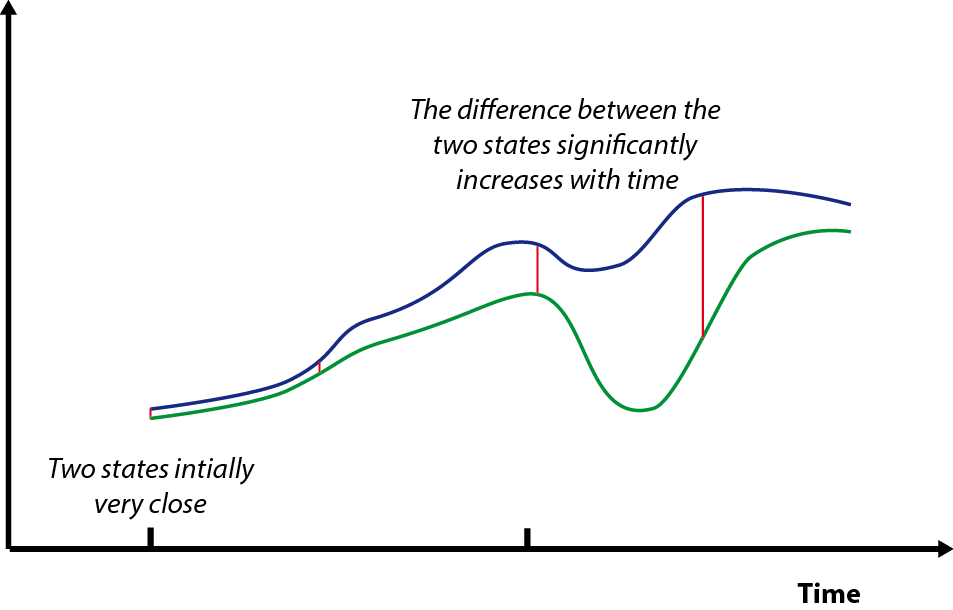 The difference between the
two states significantly
increases with time
Two states intially
very close
Time